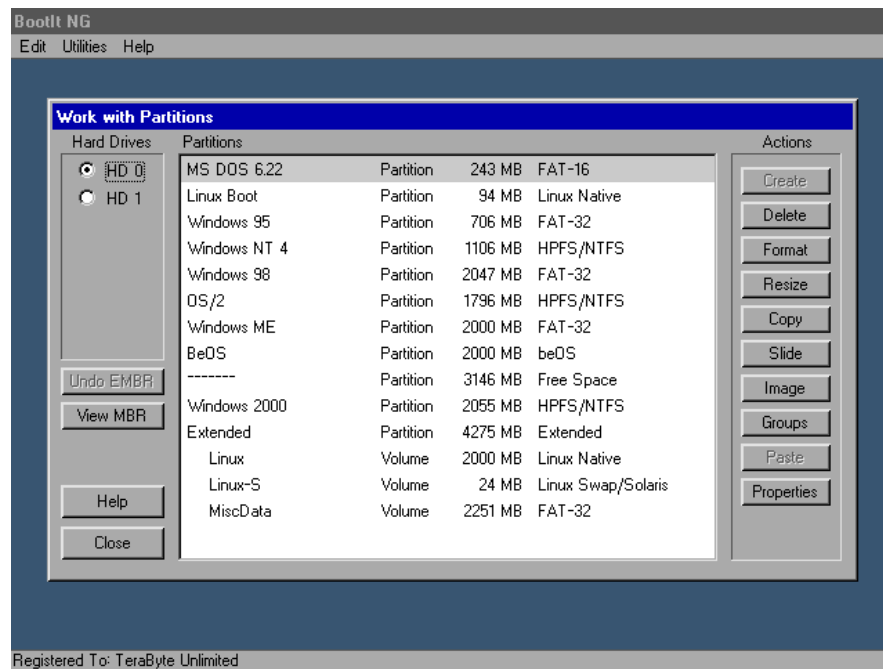 BootIt NG
Edit Utilities Help
Work with Partitions
Hard Drives Partitions Actions
HD 0
HD 1
MS DOS 6.22 Partition 243 MB FAT-16
Linux Boot Partition 94 MB Linux Native
Windows 95 Partition 706 MB FAT-32
Windows NT 4 Partition 1106 MB HPFS/NTFS
Windows 98 Partition 2047 MB FAT-32
OS/2 Partition 1796 MB HPFS/NTFS
Windows ME Partition 2000 MB FAT-32
BeOS Partition 2000 MB beOS
------- Partition 3146 MB Free Space
Windows 2000 Partition 2055 MB HPFS/NTFS
Extended Partition 4275 MB Extended
Linux Volume 2000 MB Linux Native
Linux-S Volume 24 MB Linux Swap/Solaris
MiscData Volume 2251 MB FAT-32
Create
Delete
Format
Resize
Copy
Slide
Image
Groups
Paste
Properties
Undo EMBR
View MBR
Help
Close
Registered To: TeraByte Unlimited